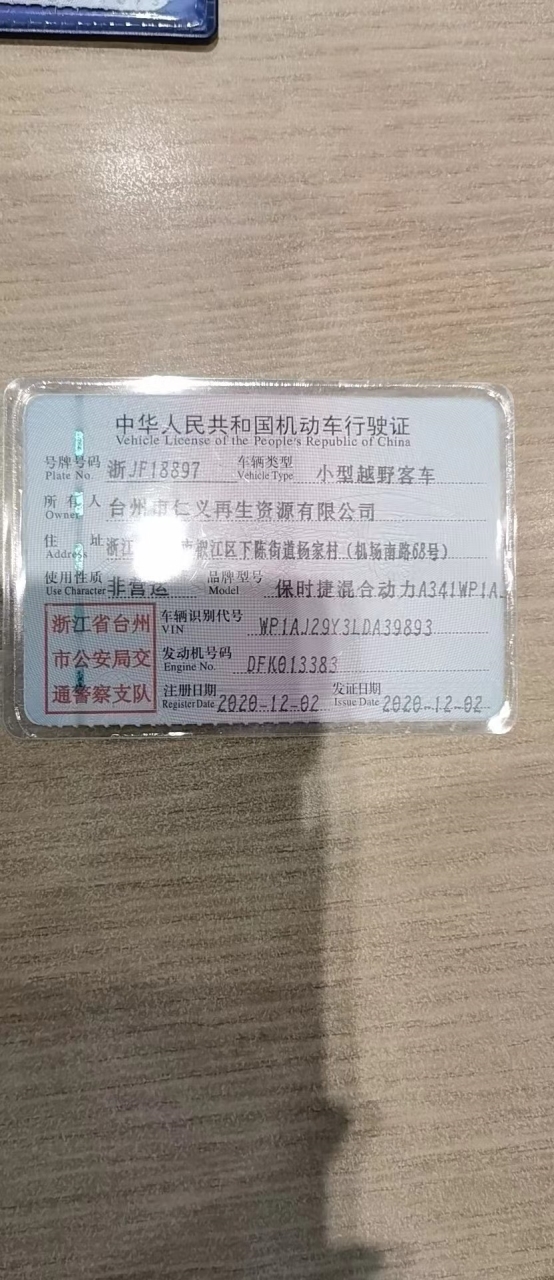 中华人民共和国机动车行驶证
Vehicle License of the People's Republic of China
号牌号码 浙JF18897 车辆类型 小型越野客车
Plate No. Vehicle Type
所有人 台州市仁义再生资源有限公司
Owner
住址 浙江 椒江区下陈街道杨家村(机场南路68号)
Address
使用性质 非营运 品牌型号 保时捷混合动力A341WP1A
Use Character Model
浙江省台州
市公安局交
通警察支队
车辆识别代号 WP1AJ29Y3LDA39893
VIN
发动机号码 DFK013383
Engine No.
注册日期 2020-12-02 发证日期 2020-12-02
Register Date Issue Date